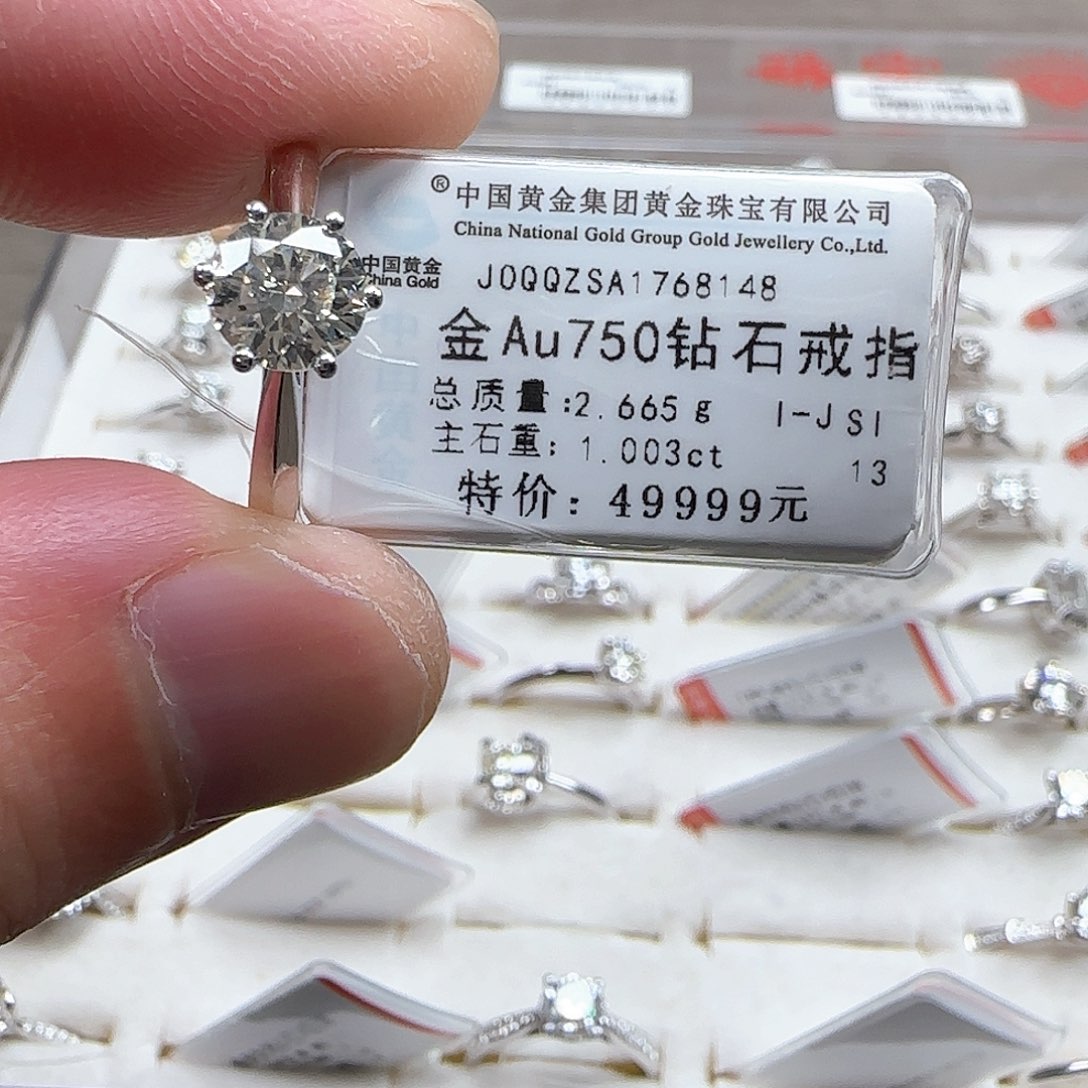 ® 中国黄金集团黄金珠宝有限公司
China National Gold Group Gold Jewellery Co.,Ltd.
中国黄金
China Gold
J0QQZSA1768148
金Au750钻石戒指
总质量:2.665g I-J SI
主石重:1.003ct 13
特价:49999元